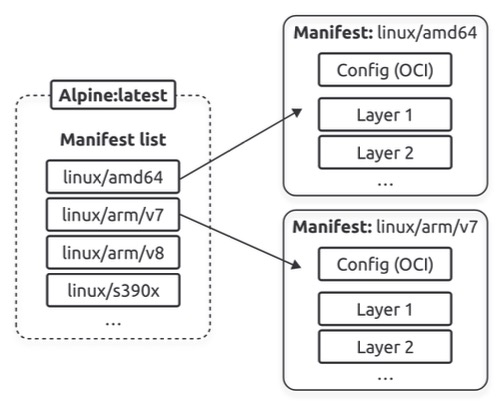 Alpine:latest
Manifest list
linux/amd64
linux/arm/v7
linux/arm/v8
linux/s390x
...
Manifest: linux/amd64
Config (OCI)
Layer 1
Layer 2
...
Manifest: linux/arm/v7
Config (OCI)
Layer 1
Layer 2
...